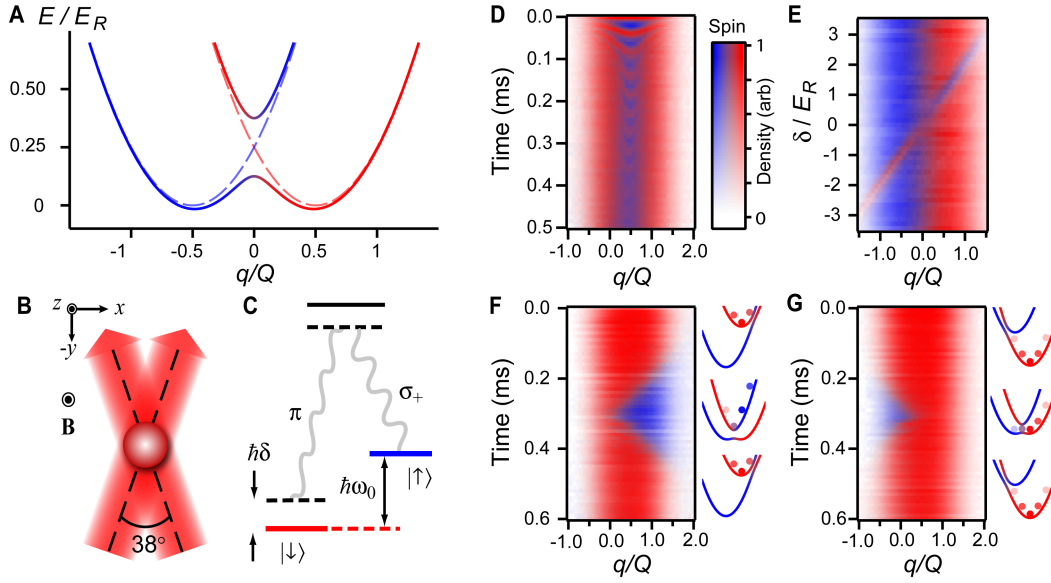 A
E / E_R
0.50
0.25
0
-1
-0.5
0
0.5
1
q/Q
B
z
x
-y
B
38°
C
π
σ₊
ħδ
ħω₀
|↑⟩
|↓⟩
D
0.0
0.1
0.2
0.3
0.4
0.5
Time (ms)
-1.0
0.0
1.0
2.0
q/Q
Spin
1
0
Density (arb)
E
3
2
1
0
-1
-2
-3
δ / E_R
-1.0
0.0
1.0
q/Q
F
0.0
0.2
0.4
0.6
Time (ms)
-1.0
0.0
1.0
2.0
q/Q
G
0.0
0.2
0.4
0.6
Time (ms)
-1.0
0.0
1.0
2.0
q/Q